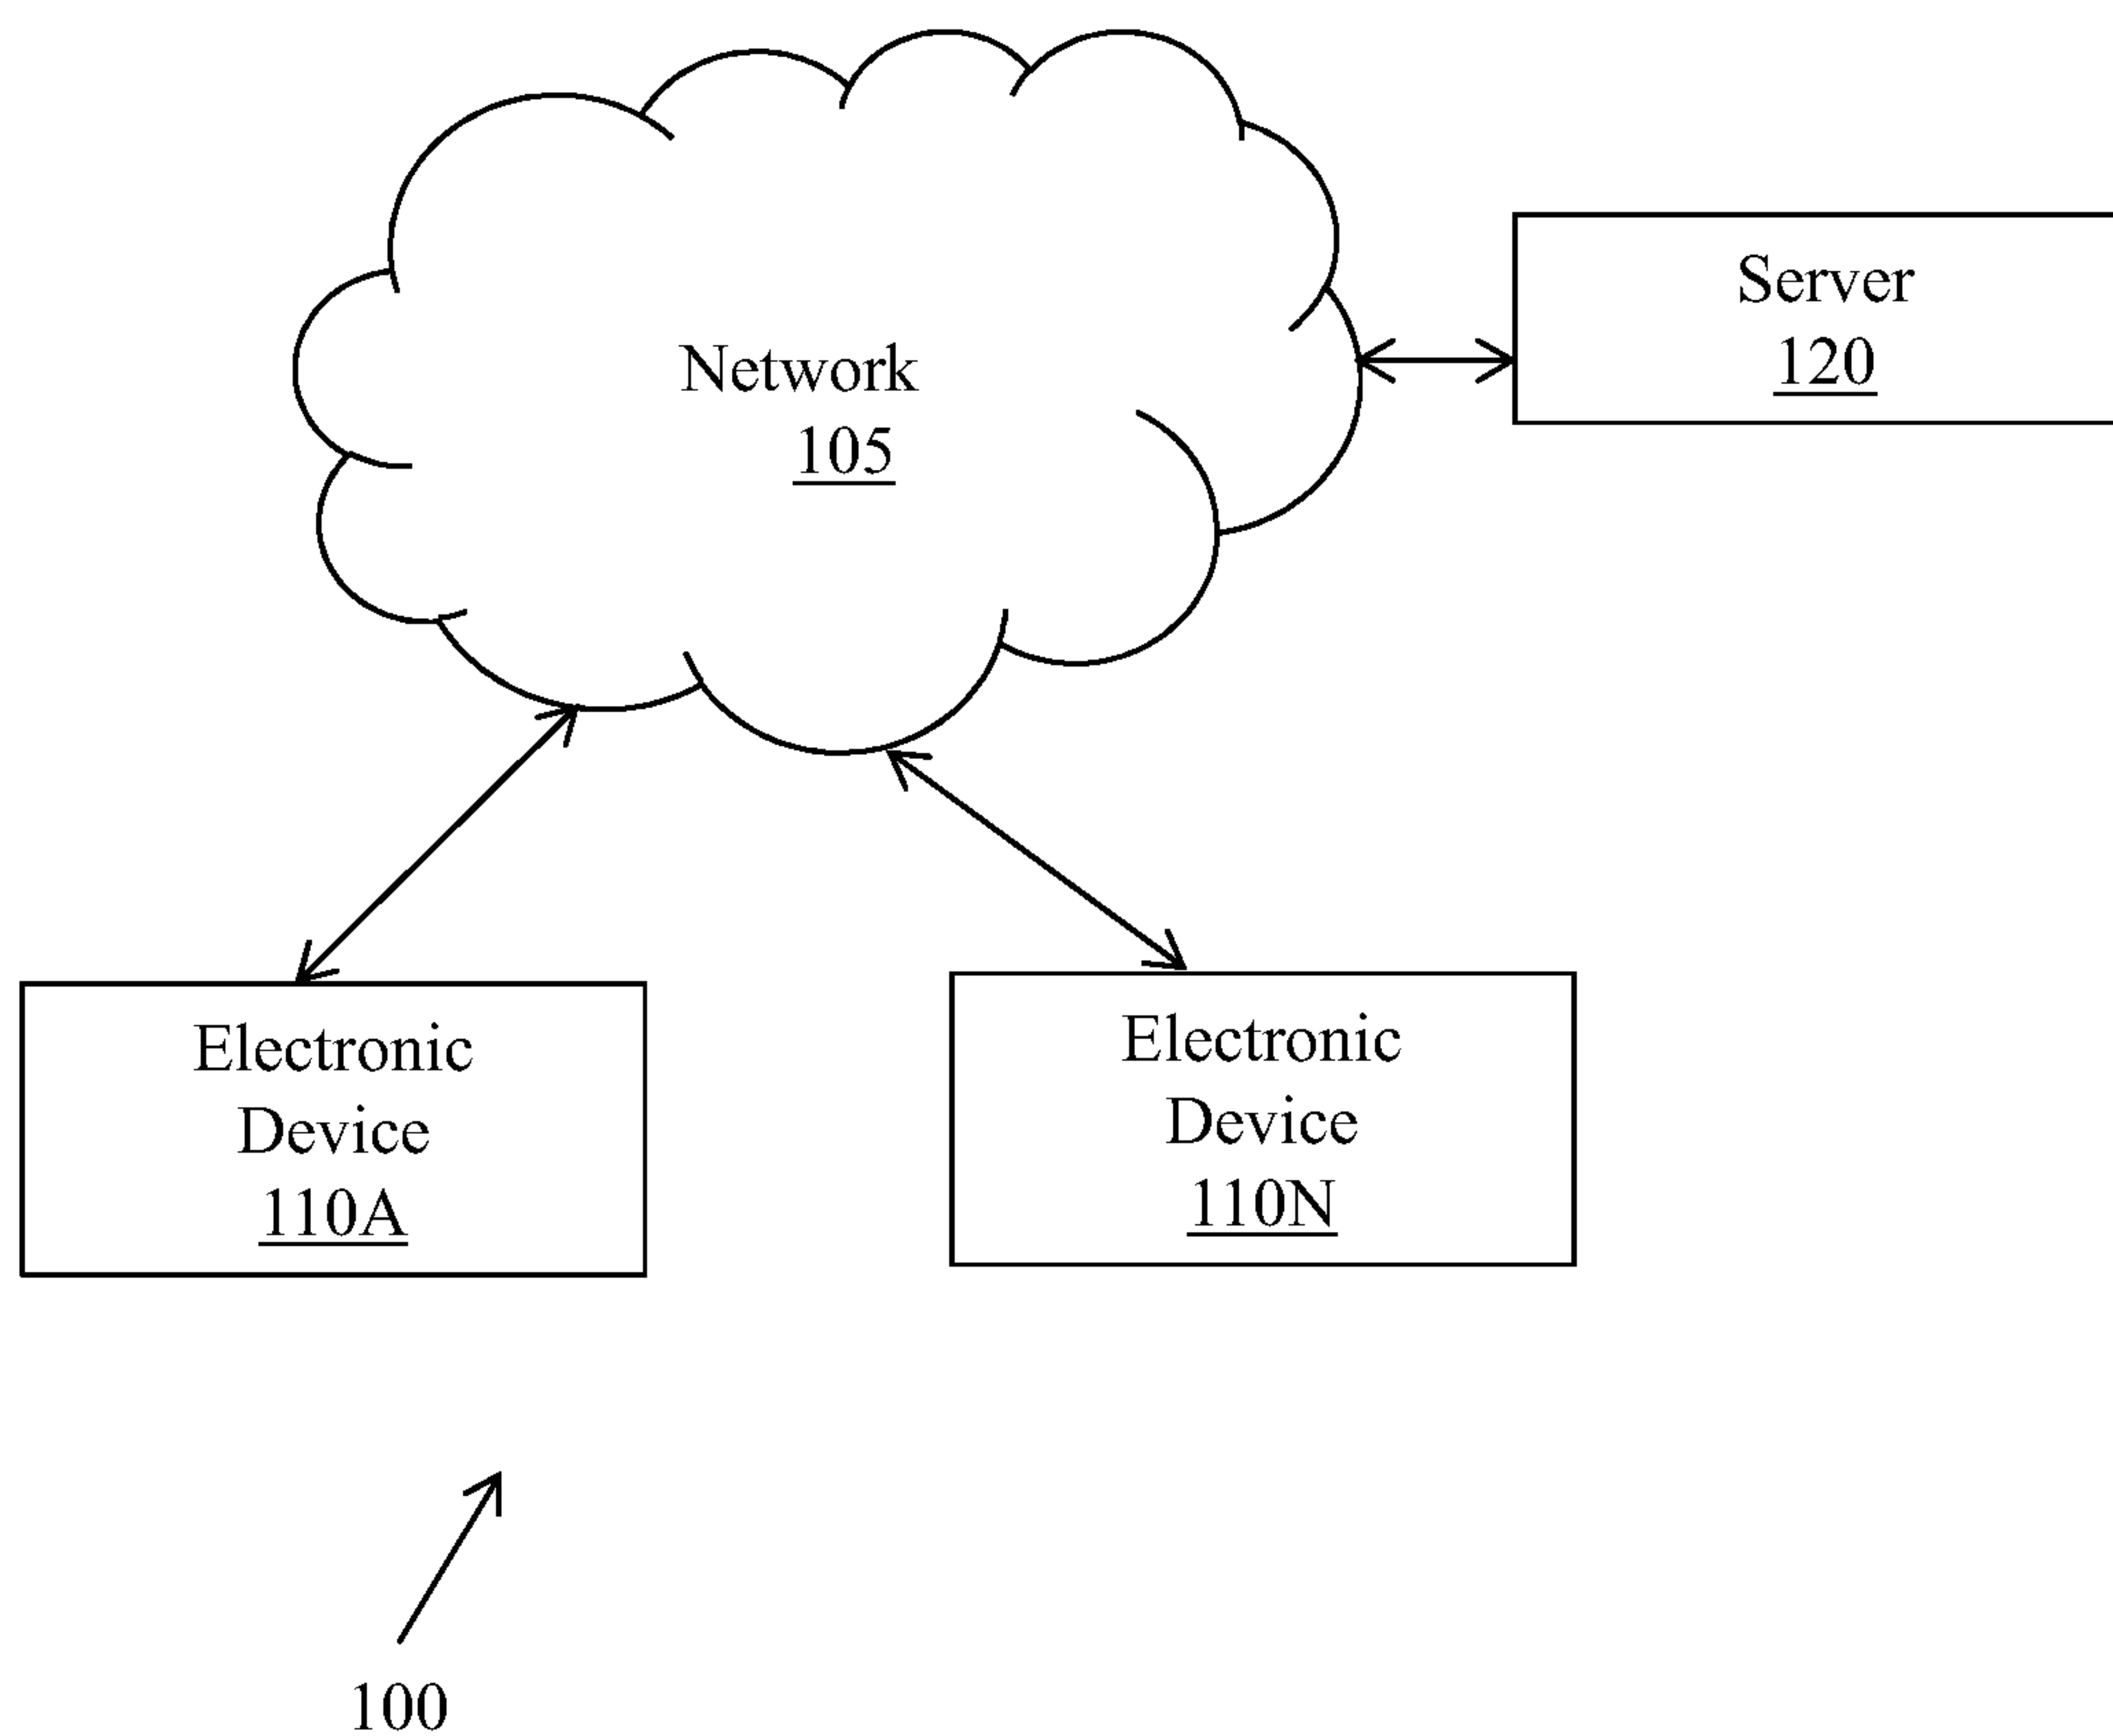 Network
105
Server
120
Electronic
Device
110A
Electronic
Device
110N
100